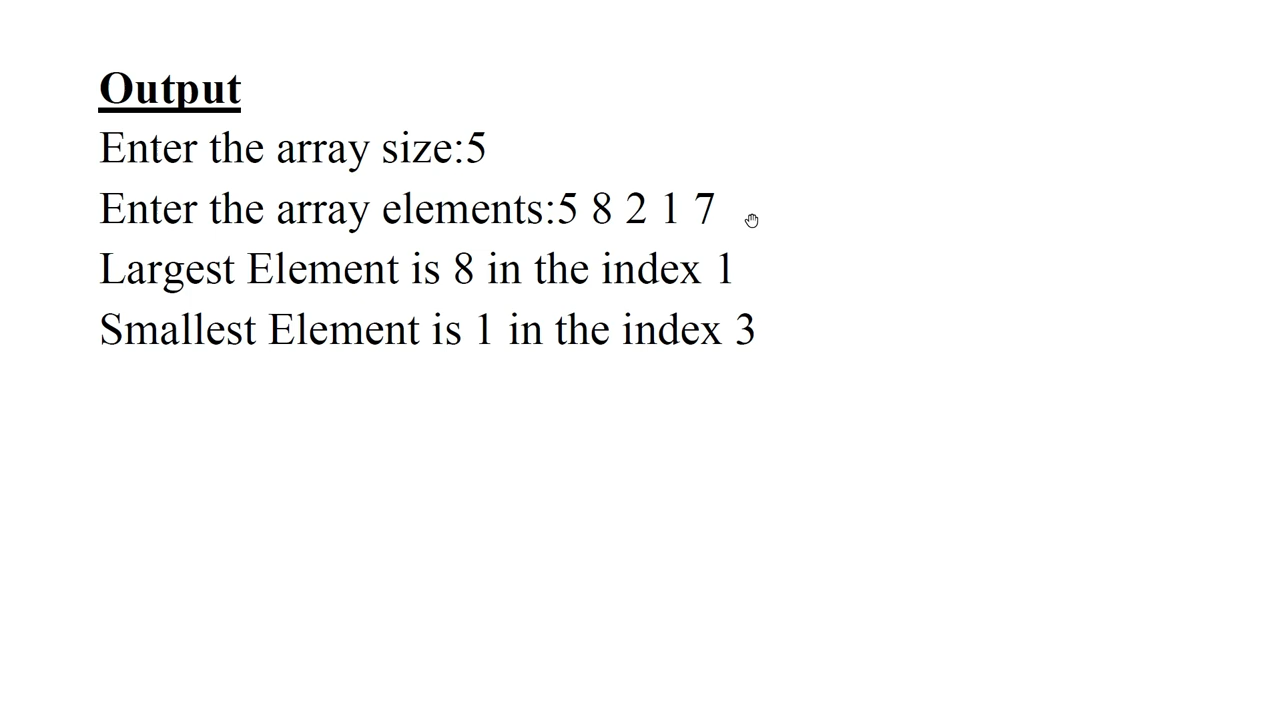 Output
Enter the array size:5
Enter the array elements:5 8 2 1 7
Largest Element is 8 in the index 1
Smallest Element is 1 in the index 3